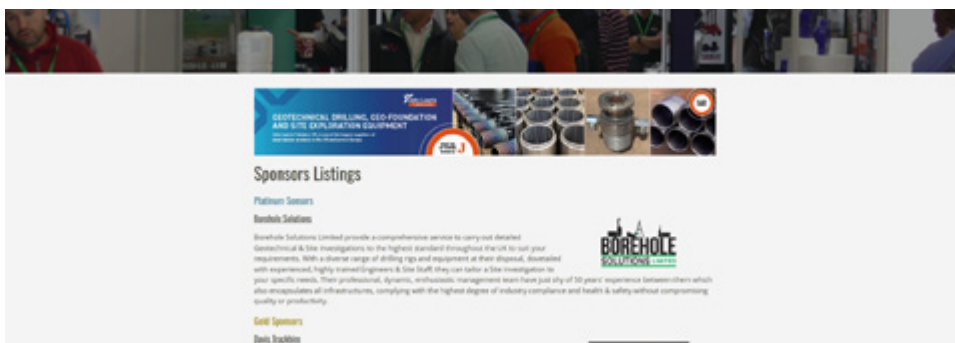 GEOTECHNICAL DRILLING, GEO-FOUNDATION
AND SITE EXPLORATION EQUIPMENT
Sponsors Listings
Platinum Sonsors
Borehole Solutions
Borehole Solutions Limited provide a comprehensive service to carry out detailed
Geotechnical & Site Investigations to the highest standard throughout the UK to suit your
requirements. With a diverse range of drilling rigs and equipment at their disposal, dovetailed
with experienced, highly trained Engineers & Site Staff; they can tailor a Site Investigation to
your specific needs. Their professional, dynamic, enthusiastic management team have just shy of 50 years' experience between them which
also encapsulates all infrastructures, complying with the highest degree of industry compliance and health & safety without compromising
quality or productivity.
BOREHOLE
SOLUTIONS LIMITED
Gold Sponsors
Davis Trackhire